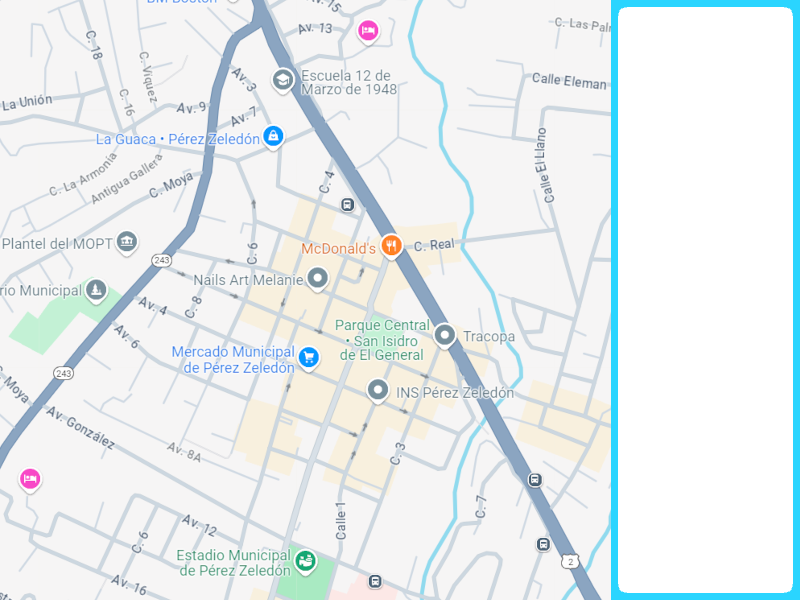 BM Boston
Av. 15
Av. 13
C. Las Pal
C. 18
C. Viquez
Av. 3
Escuela 12 de
Marzo de 1948
Calle Eleman
La Unión
C. 16
Av. 9
Av. 7
La Guaca • Pérez Zeledón
Calle El Llano
C. La Armonía
Antigua Gallera
C. Moya
C. 4
Plantel del MOPT
C. 6
McDonald's
C. Real
243
Nails Art Melanie
rio Municipal
Av. 4
C. 8
Parque Central
• San Isidro
de El General
Tracopa
Av. 6
Mercado Municipal
de Pérez Zeledón
243
C. Moya
INS Pérez Zeledón
Av. González
Av. 8A
C. 3
C. 7
Calle 1
Av. 12
C. 6
Estadio Municipal
de Pérez Zeledón
2
Av. 16